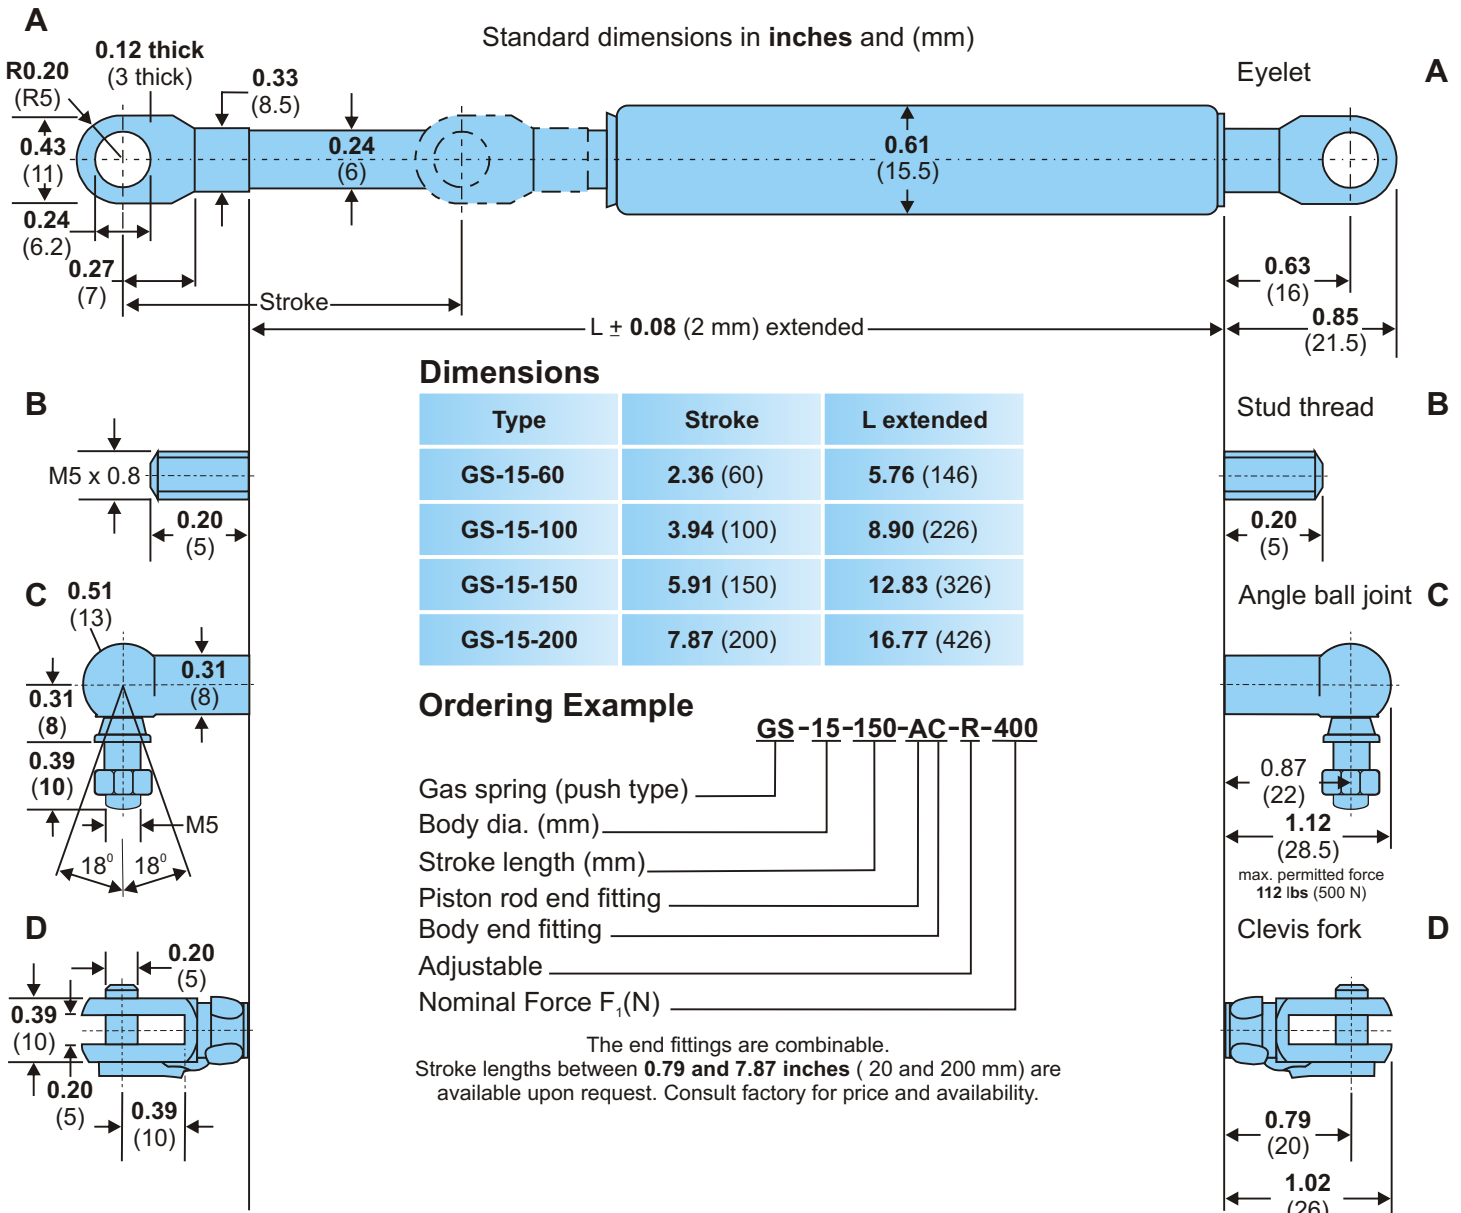 A
Standard dimensions in inches and (mm)
0.12 thick
(3 thick)
R0.20
(R5)
0.33
(8.5)
Eyelet
A
0.43
(11)
0.24
(6)
0.61
(15.5)
0.24
(6.2)
0.27
(7)
Stroke
0.63
(16)
L ± 0.08 (2 mm) extended
0.85
(21.5)
Dimensions
Type Stroke L extended
GS-15-60 2.36 (60) 5.76 (146)
GS-15-100 3.94 (100) 8.90 (226)
GS-15-150 5.91 (150) 12.83 (326)
GS-15-200 7.87 (200) 16.77 (426)
B
M5 x 0.8
0.20
(5)
Stud thread
B
0.20
(5)
C
0.51
(13)
0.31
(8)
0.31
(8)
0.39
(10)
M5
18⁰ 18⁰
Angle ball joint
C
0.87
(22)
1.12
(28.5)
max. permitted force
112 lbs (500 N)
Ordering Example
GS-15-150-AC-R-400
Gas spring (push type)
Body dia. (mm)
Stroke length (mm)
Piston rod end fitting
Body end fitting
Adjustable
Nominal Force F₁(N)
The end fittings are combinable.
Stroke lengths between 0.79 and 7.87 inches ( 20 and 200 mm) are
available upon request. Consult factory for price and availability.
D
0.20
(5)
0.39
(10)
0.20
(5)
0.39
(10)
Clevis fork
D
0.79
(20)
1.02
(26)